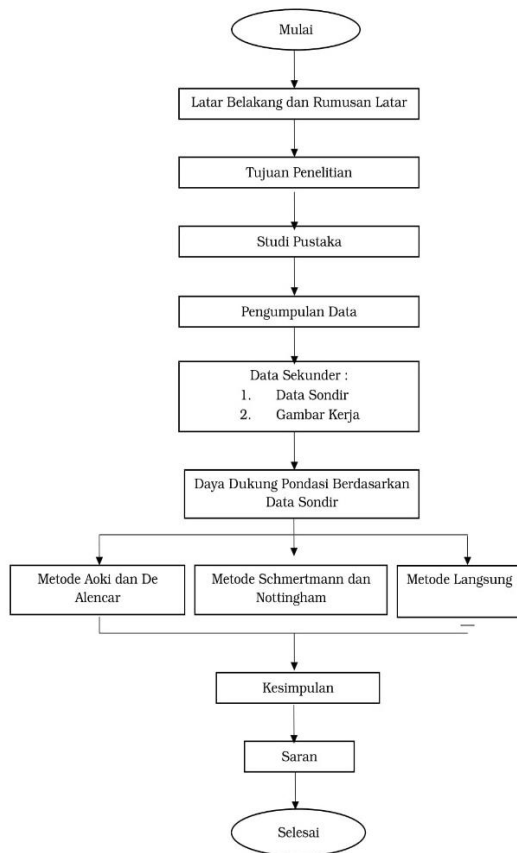 Mulai
Latar Belakang dan Rumusan Latar
Tujuan Penelitian
Studi Pustaka
Pengumpulan Data
Data Sekunder :
1. Data Sondir
2. Gambar Kerja
Daya Dukung Pondasi Berdasarkan
Data Sondir
Metode Aoki dan De
Alencar
Metode Schmertmann dan
Nottingham
Metode Langsung
Kesimpulan
Saran
Selesai